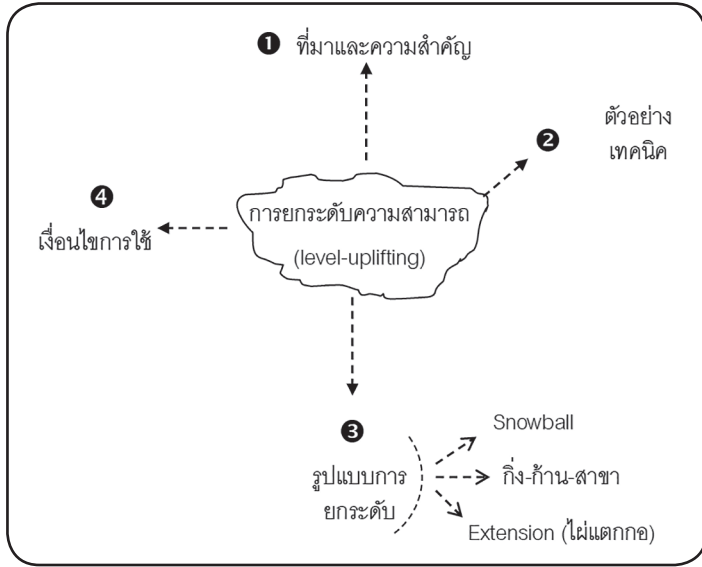 ❶ ที่มาและความสำคัญ
❷
ตัวอย่าง
เทคนิค
❹
เงื่อนไขการใช้
การยกระดับความสามารถ
(level-uplifting)
❸
รูปแบบการ
ยกระดับ
Snowball
กิ่ง-ก้าน-สาขา
Extension (ไผ่แตกกอ)